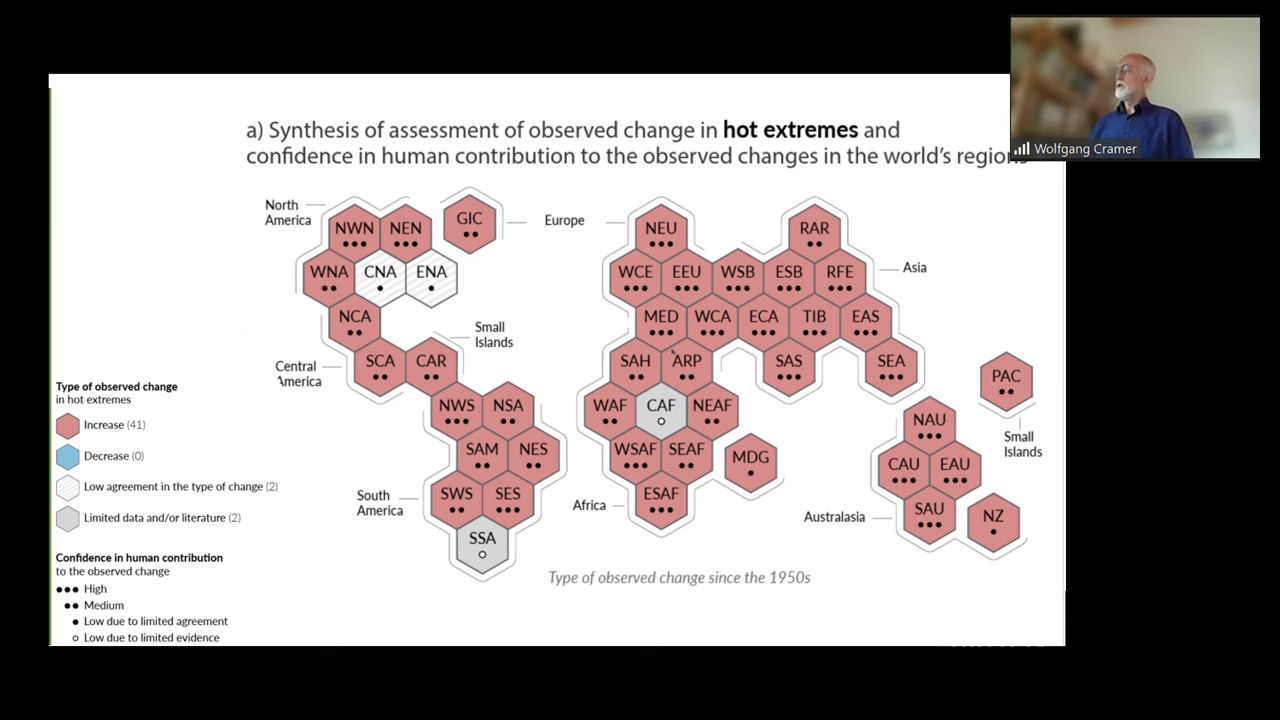 Wolfgang Cramer
a) Synthesis of assessment of observed change in hot extremes and
confidence in human contribution to the observed changes in the world's regions
North
America
NWN
●●●
NEN
●●●
GIC
●●
WNA
●●
CNA
●
ENA
●
NCA
●●
Small
Islands
Central
America
SCA
●●
CAR
●●
NWS
●●●
NSA
●●
SAM
●●
NES
●●
South
America
SWS
●●
SES
●●●
SSA
○
Europe
NEU
●●●
RAR
●●
WCE
●●●
EEU
●●●
WSB
●●●
ESB
●●●
RFE
●●●
Asia
MED
●●●
WCA
●●●
ECA
●●●
TIB
●●●
EAS
●●●
SAH
●●
ARP
●●
SAS
●●●
SEA
●●●
WAF
●●
CAF
○
NEAF
●●
WSAF
●●●
SEAF
●●
MDG
●
Africa
ESAF
●●●
PAC
●●
Small
Islands
NAU
●●●
CAU
●●●
EAU
●●●
Australasia
SAU
●●●
NZ
●
Type of observed change since the 1950s
Type of observed change
in hot extremes
Increase (41)
Decrease (0)
Low agreement in the type of change (2)
Limited data and/or literature (2)
Confidence in human contribution
to the observed change
●●● High
●● Medium
● Low due to limited agreement
○ Low due to limited evidence